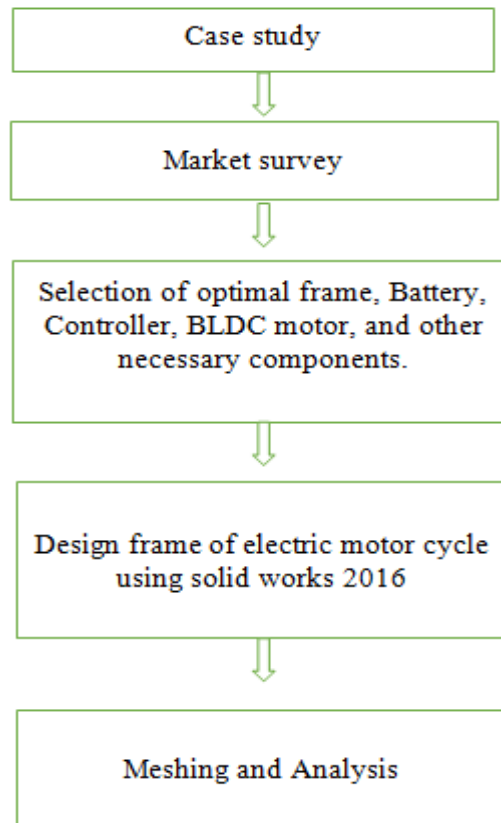 Case study
Market survey
Selection of optimal frame, Battery,
Controller, BLDC motor, and other
necessary components.
Design frame of electric motor cycle
using solid works 2016
Meshing and Analysis